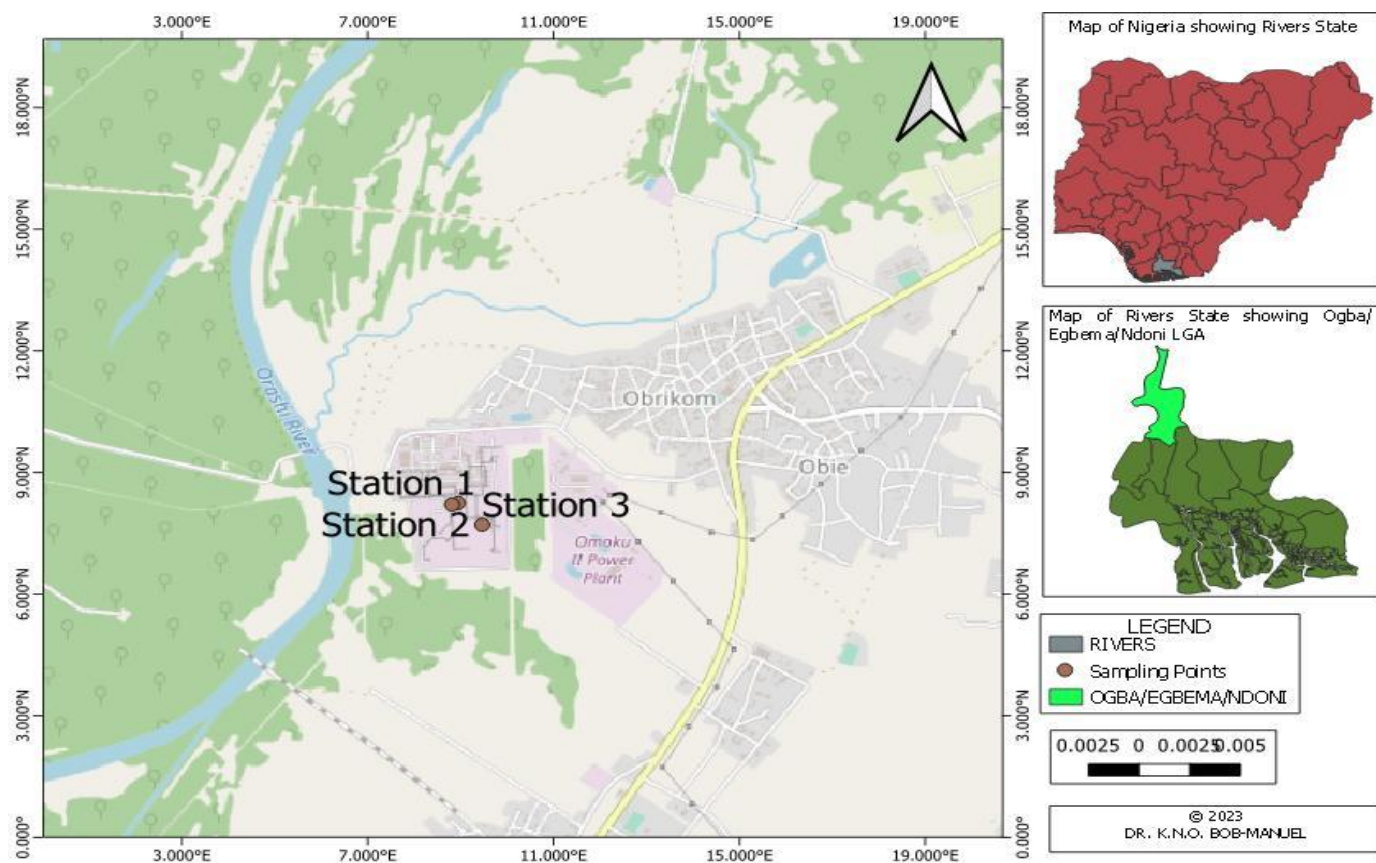 3.000°E 7.000°E 11.000°E 15.000°E 19.000°E
18.000°N 18.000°N
15.000°N 15.000°N
12.000°N 12.000°N
9.000°N 9.000°N
6.000°N 6.000°N
3.000°N 3.000°N
0.000° 0.000°
3.000°E 7.000°E 11.000°E 15.000°E 19.000°E
Orashi River
Obrikom
Obie
Station 1
Station 3
Station 2
Omoku
II Power
Plant
Map of Nigeria showing Rivers State
Map of Rivers State showing Ogba/
Egbema/Ndoni LGA
LEGEND
RIVERS
Sampling Points
OGBA/EGBEMA/NDONI
0.0025 0 0.0025 0.005
© 2023
DR. K.N.O. BOB-MANUEL